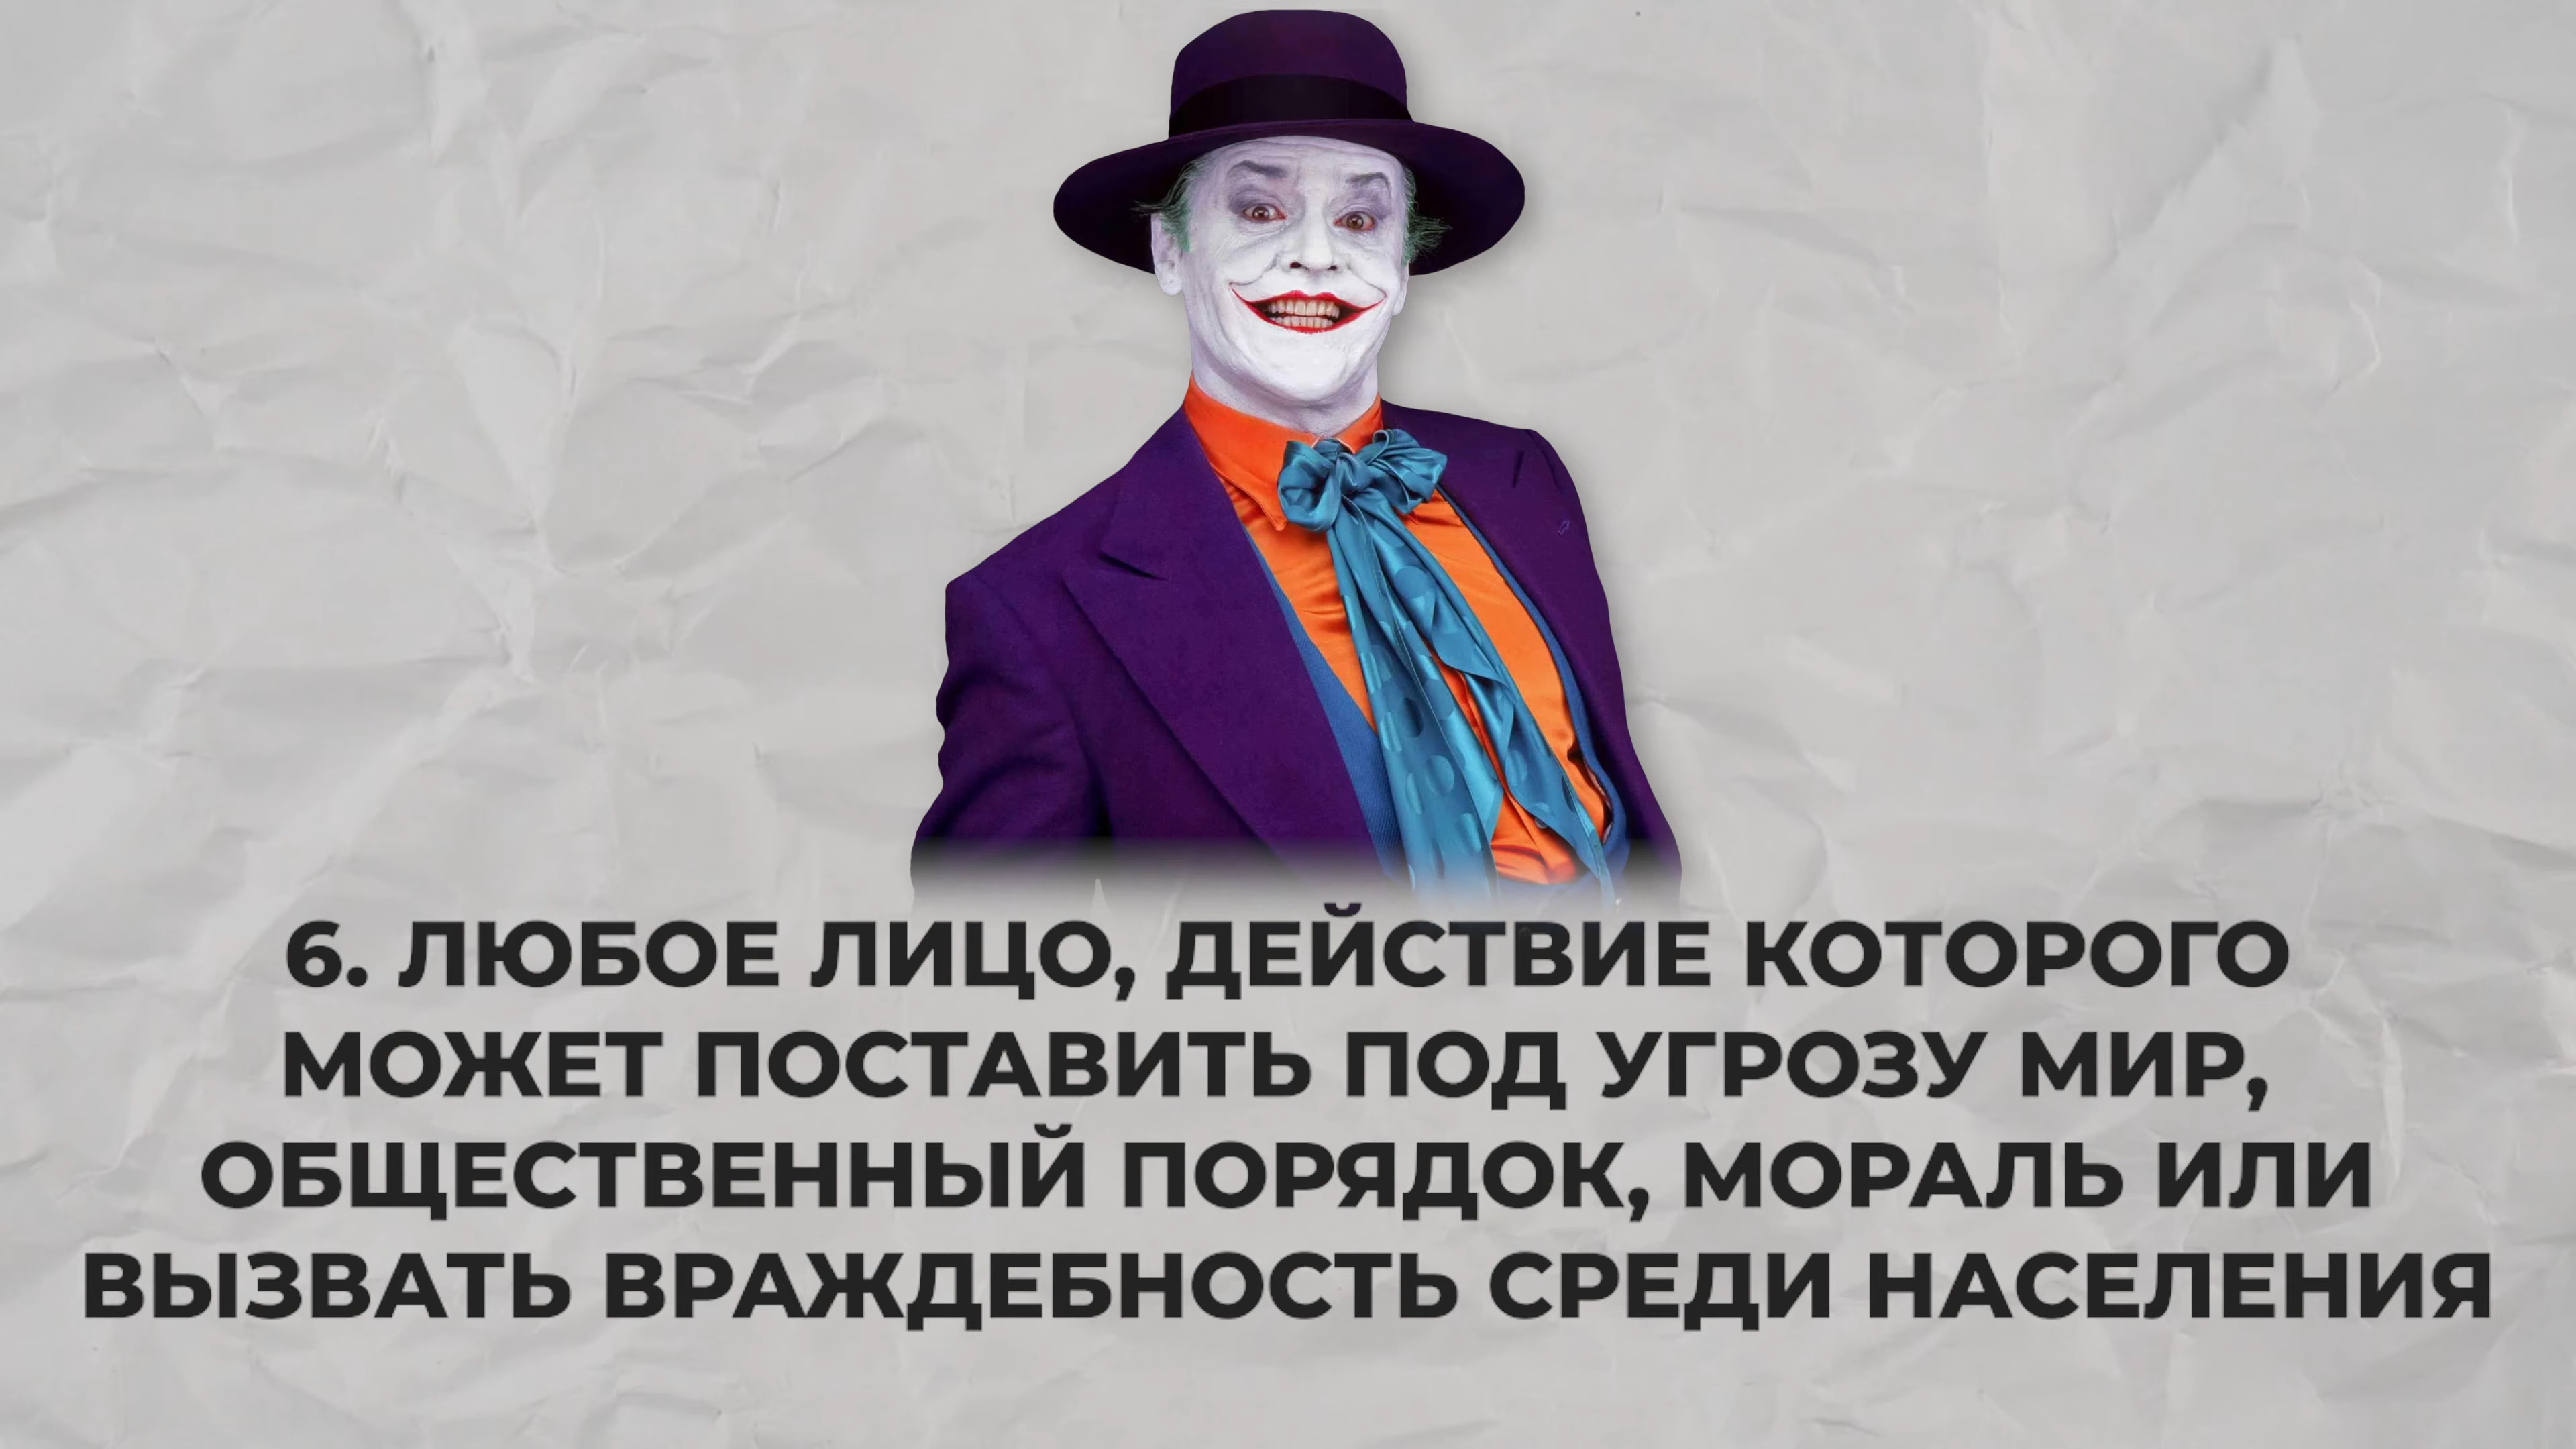 6. ЛЮБОЕ ЛИЦО, ДЕЙСТВИЕ КОТОРОГО
МОЖЕТ ПОСТАВИТЬ ПОД УГРОЗУ МИР,
ОБЩЕСТВЕННЫЙ ПОРЯДОК, МОРАЛЬ ИЛИ
ВЫЗВАТЬ ВРАЖДЕБНОСТЬ СРЕДИ НАСЕЛЕНИЯ